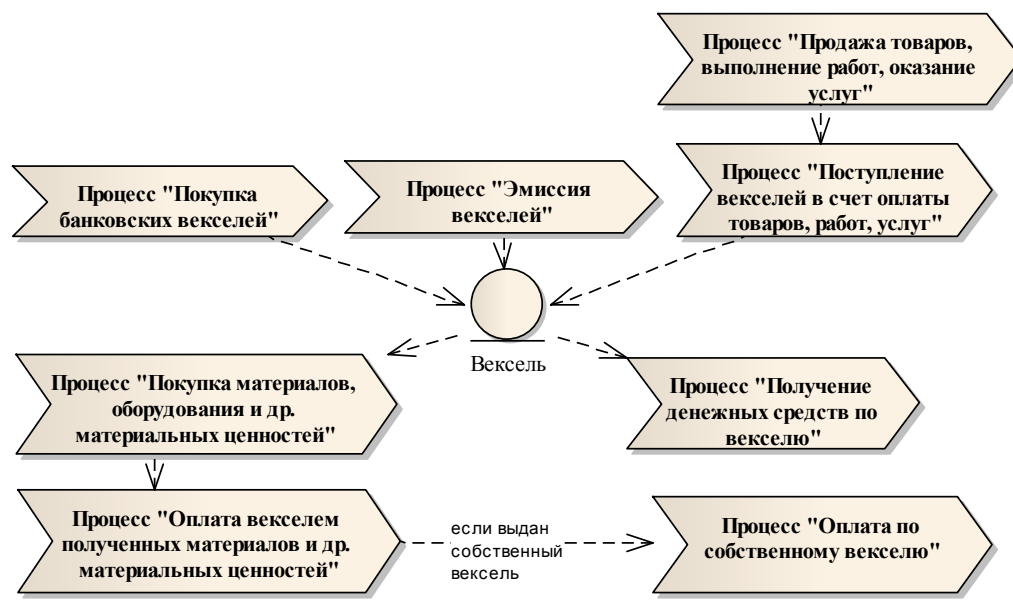 Процесс "Продажа товаров,
выполнение работ, оказание
услуг"
Процесс "Покупка
банковских векселей"
Процесс "Эмиссия
векселей"
Процесс "Поступление
векселей в счет оплаты
товаров, работ, услуг"
Вексель
Процесс "Покупка материалов,
оборудования и др.
материальных ценностей"
Процесс "Получение
денежных средств по
векселю"
Процесс "Оплата векселем
полученных материалов и др.
материальных ценностей"
если выдан
собственный
вексель
Процесс "Оплата по
собственному векселю"